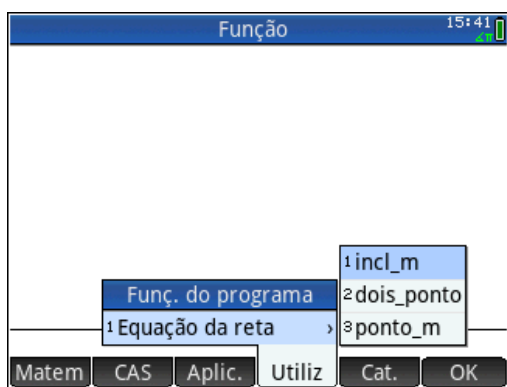 Função
15:41
∡π
1 incl_m
Funç. do programa
2 dois_ponto
1 Equação da reta ›
3 ponto_m
Matem CAS Aplic. Utiliz Cat. OK